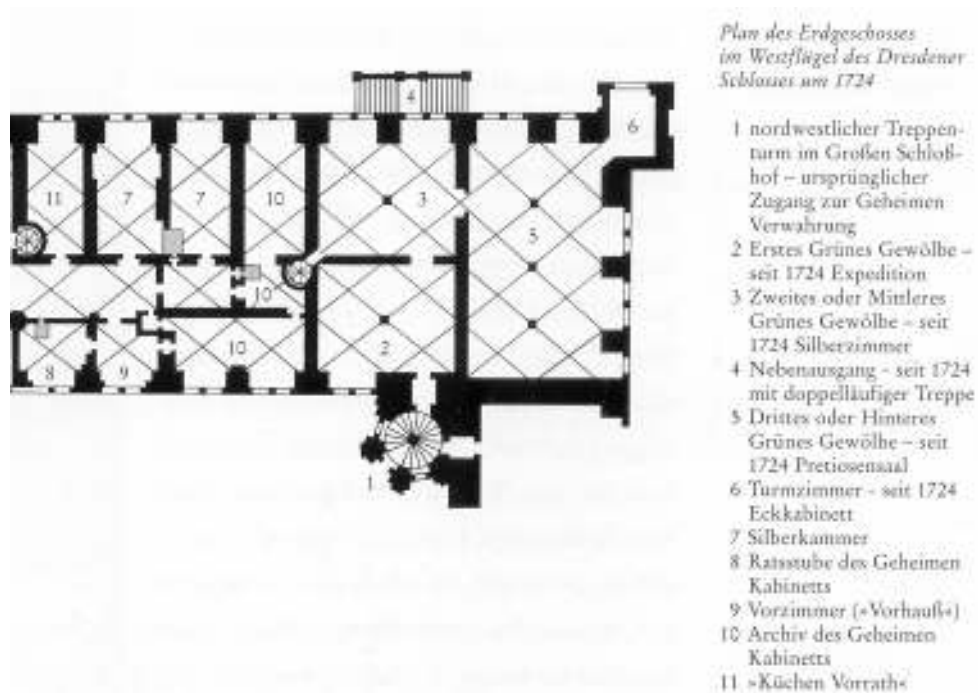 Plan des Erdgeschosses
im Westflügel des Dresdener
Schlosses um 1724
1 nordwestlicher Treppen-
turm im Großen Schloß-
hof – ursprünglicher
Zugang zur Geheimen
Verwahrung
2 Erstes Grünes Gewölbe –
seit 1724 Expedition
3 Zweites oder Mittleres
Grünes Gewölbe – seit
1724 Silberzimmer
4 Nebenausgang – seit 1724
mit doppelläufiger Treppe
5 Drittes oder Hinteres
Grünes Gewölbe – seit
1724 Pretiosensaal
6 Turmzimmer – seit 1724
Eckkabinett
7 Silberkammer
8 Ratsstube des Geheimen
Kabinetts
9 Vorzimmer (»Vorhauß«)
10 Archiv des Geheimen
Kabinetts
11 »Küchen Vorrath«
4
6
11
7
7
10
3
5
10
8
9
10
2
1